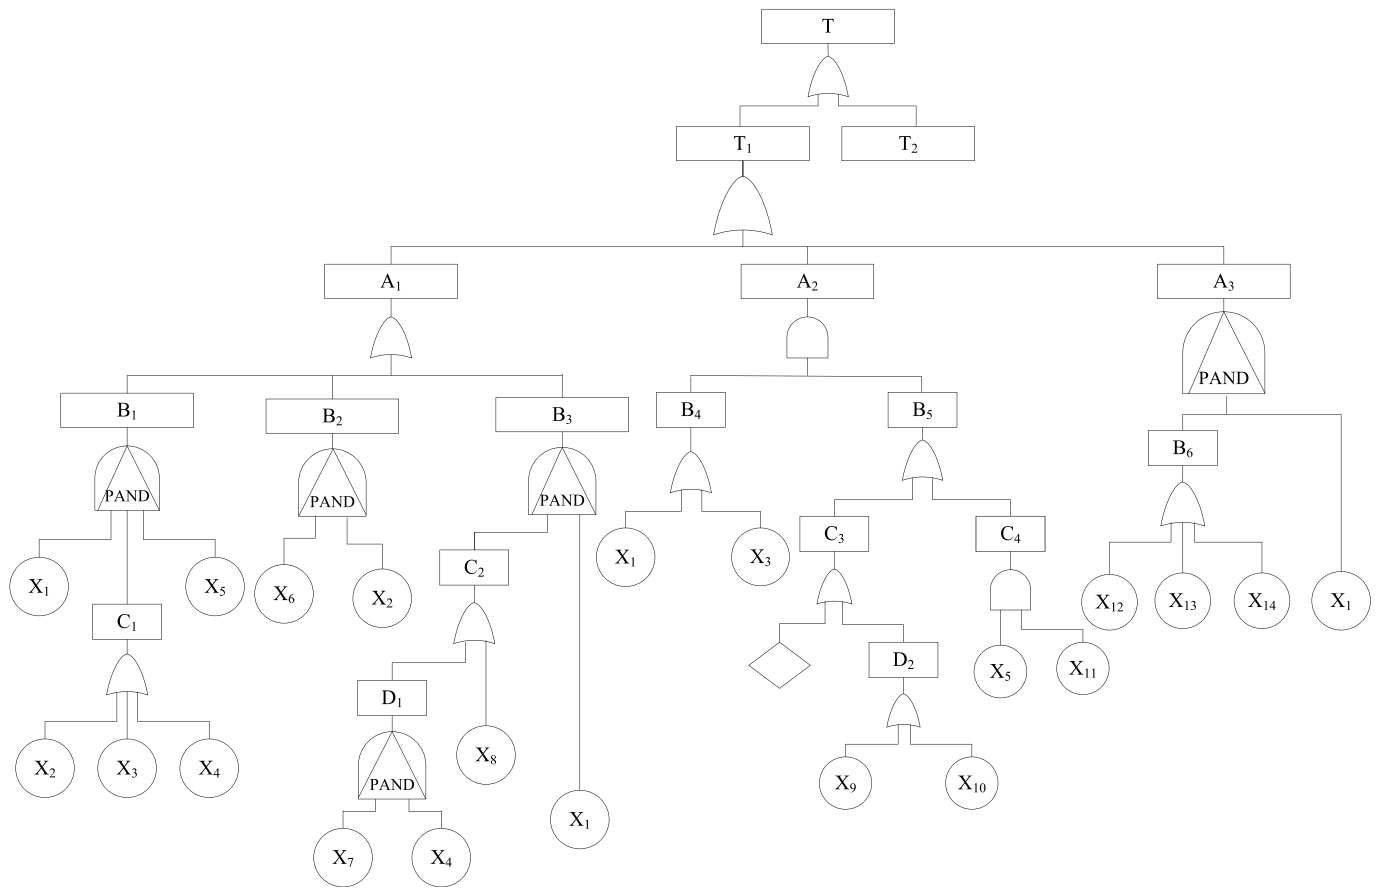 T
T₁
T₂
A₁
A₂
A₃
PAND
B₁
B₂
B₃
B₄
B₅
B₆
PAND
PAND
PAND
X₁
X₅
X₆
X₂
C₂
X₁
X₃
C₃
C₄
X₁₂
X₁₃
X₁₄
X₁
C₁
D₁
X₈
D₂
X₅
X₁₁
X₂
X₃
X₄
PAND
X₁
X₉
X₁₀
X₇
X₄